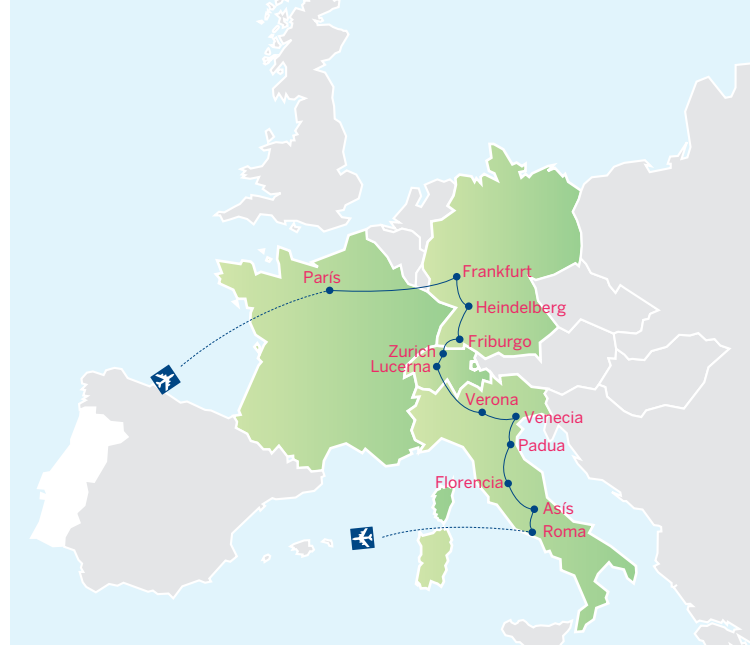 París
Frankfurt
Heindelberg
Friburgo
Zurich
Lucerna
Verona
Venecia
Padua
Florencia
Asís
Roma